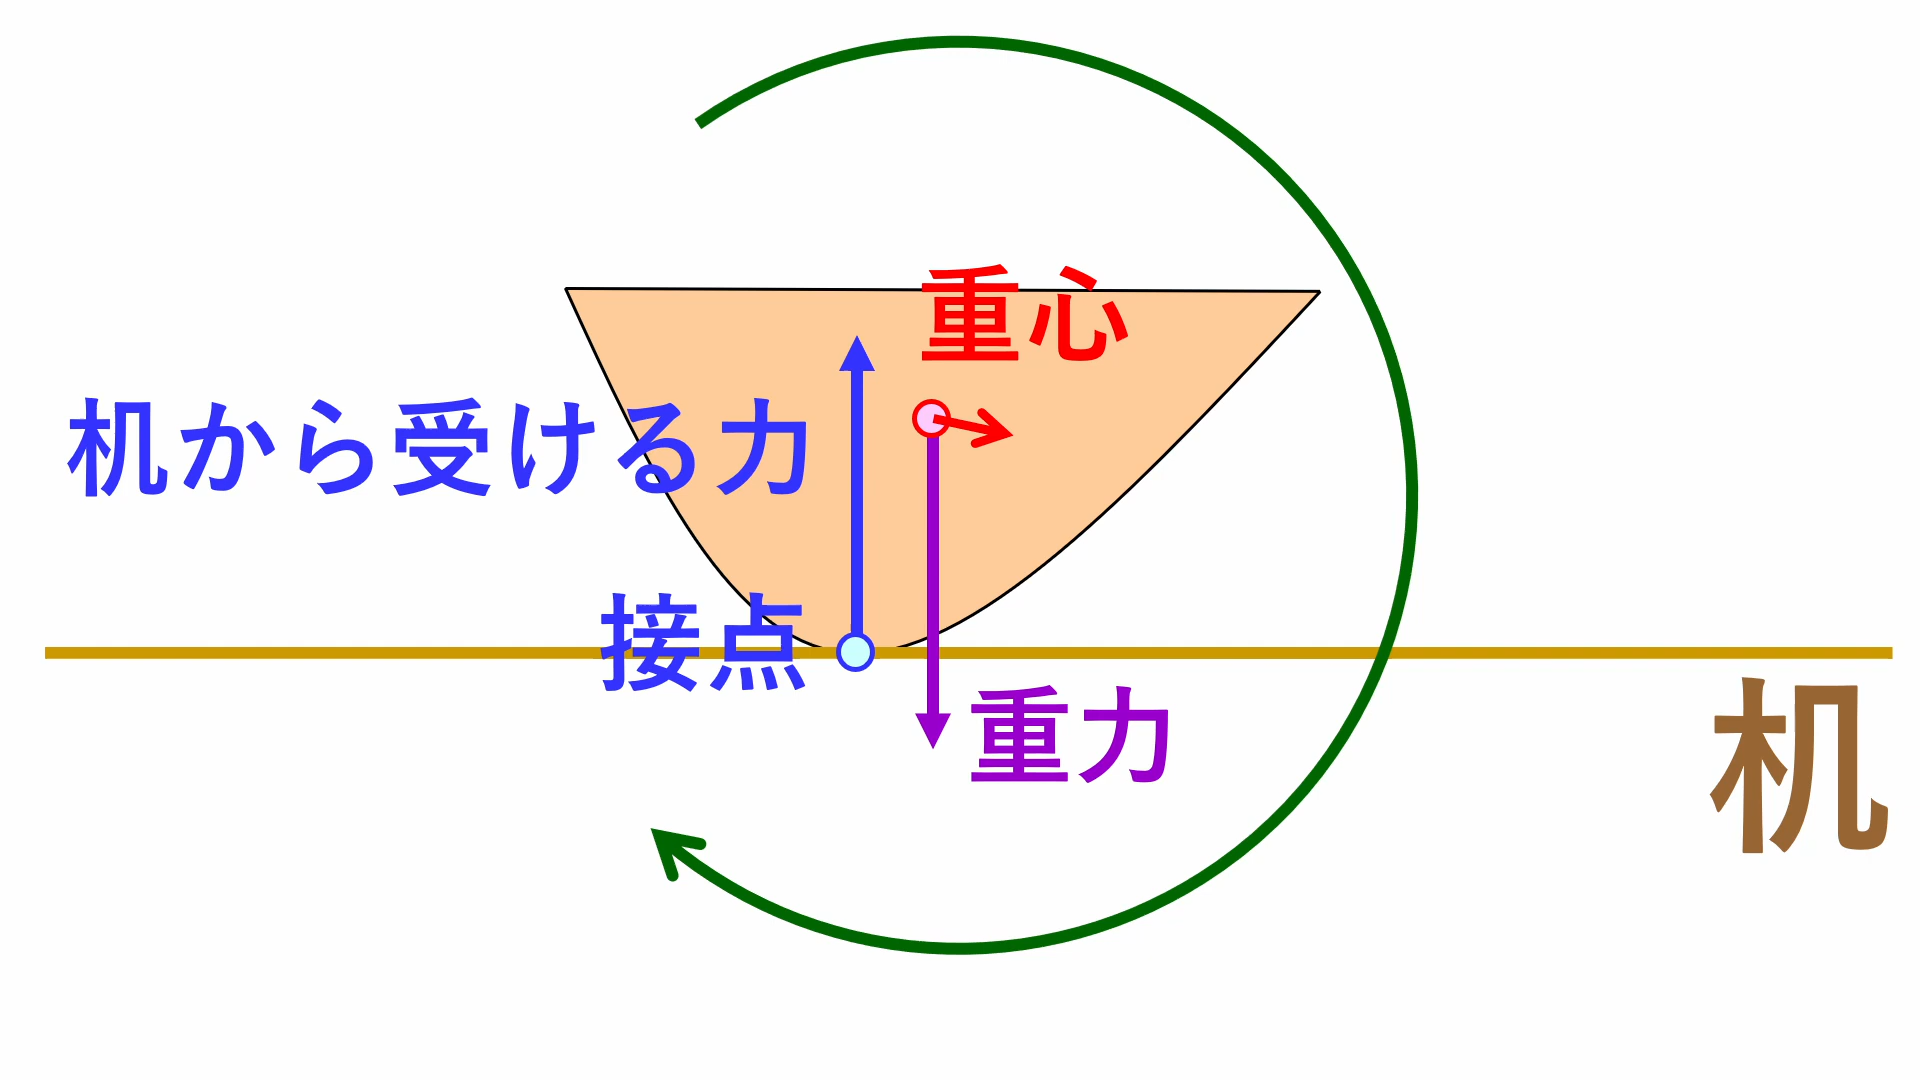 重心
机から受ける力
接点
重力
机